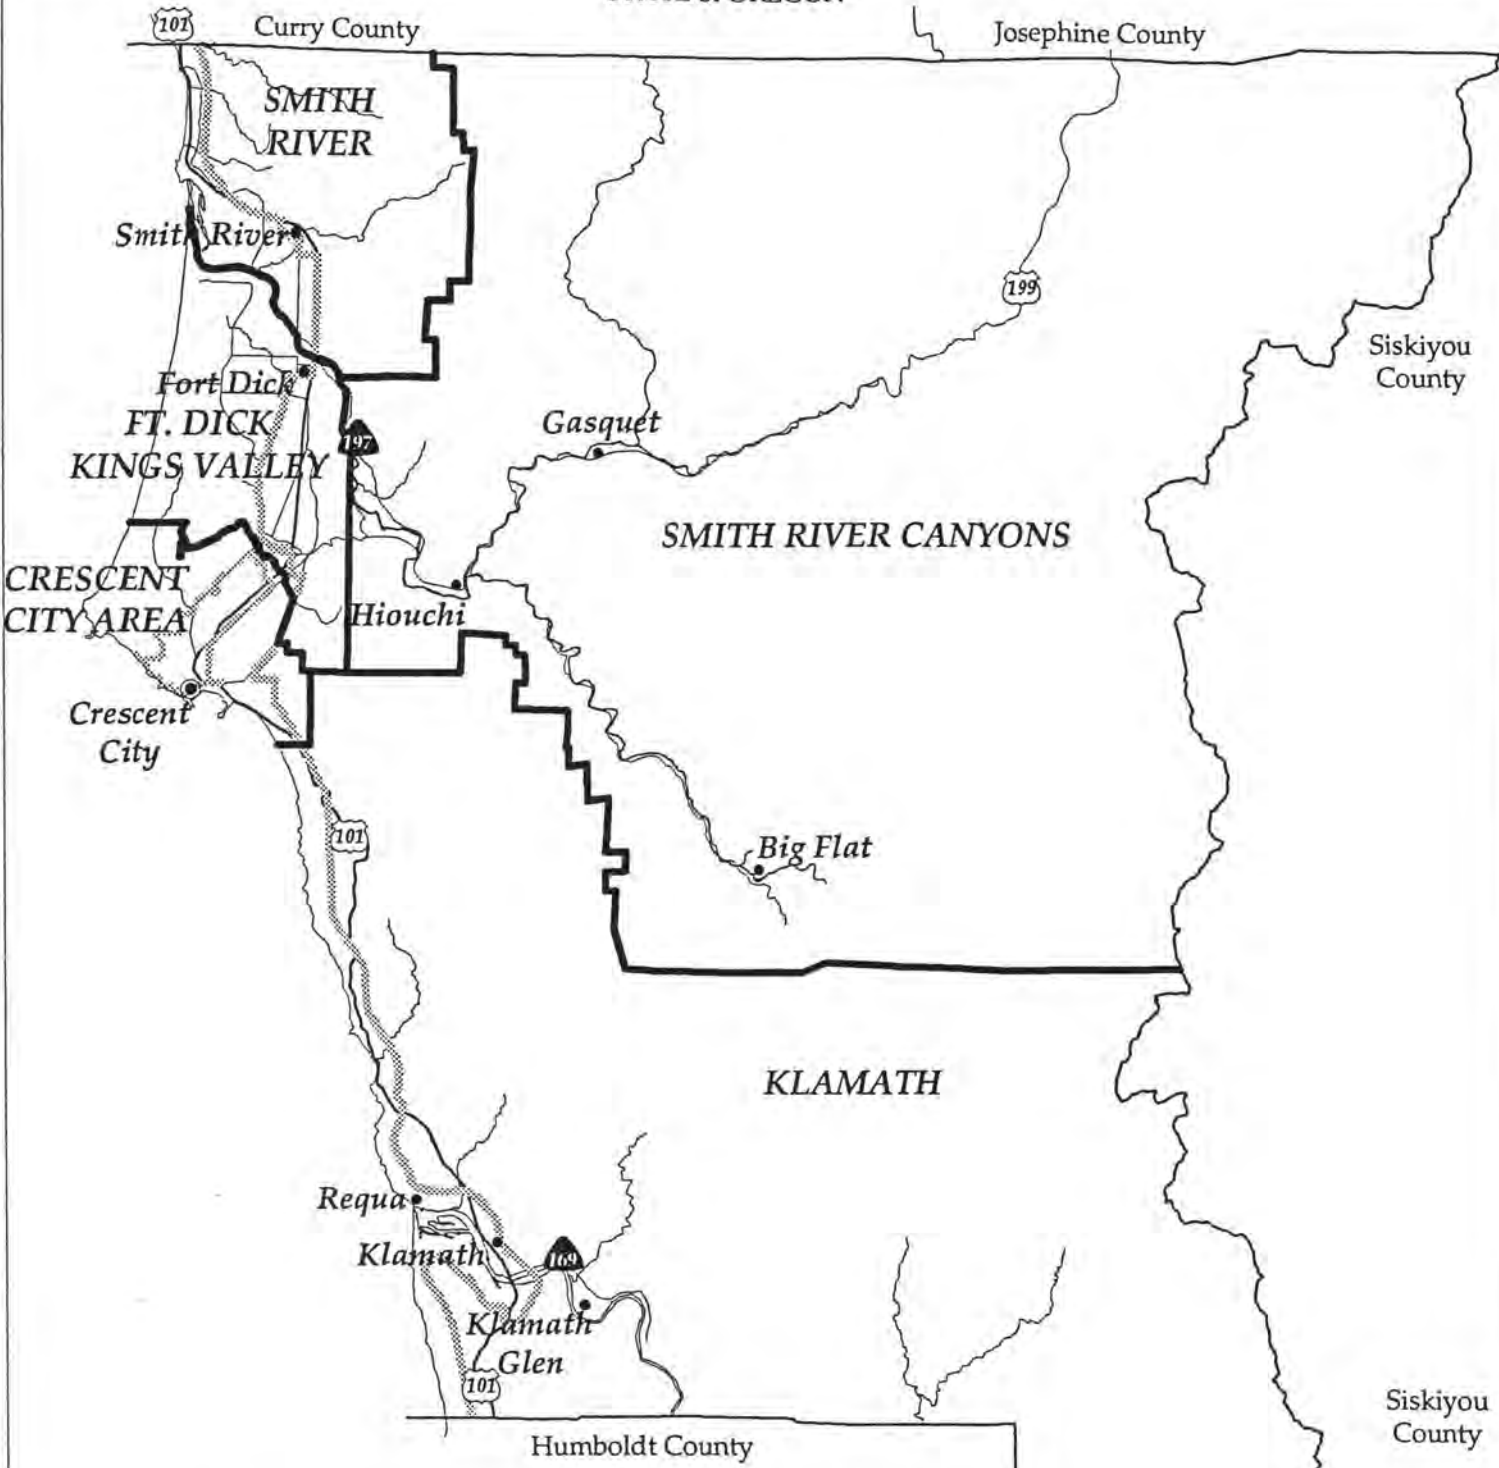 101
Curry County
Josephine County
SMITH
RIVER
Smith River
199
Siskiyou
County
Fort Dick
FT. DICK
KINGS VALLEY
197
Gasquet
SMITH RIVER CANYONS
CRESCENT
CITY AREA
Hiouchi
Crescent
City
101
Big Flat
KLAMATH
Requa
Klamath
169
Klamath
Glen
101
Siskiyou
County
Humboldt County